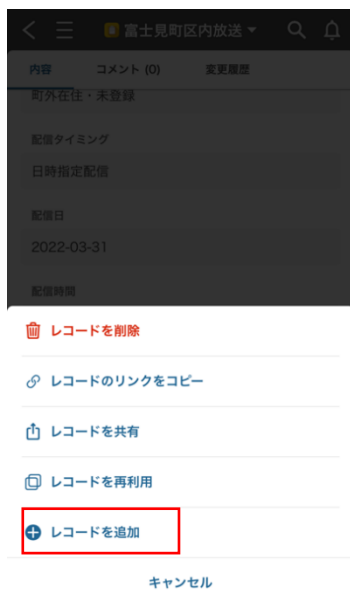 富士見町区内放送
内容 コメント (0) 変更履歴
町外在住・未登録
配信タイミング
日時指定配信
配信日
2022-03-31
配信時間
レコードを削除
レコードのリンクをコピー
レコードを共有
レコードを再利用
レコードを追加
キャンセル